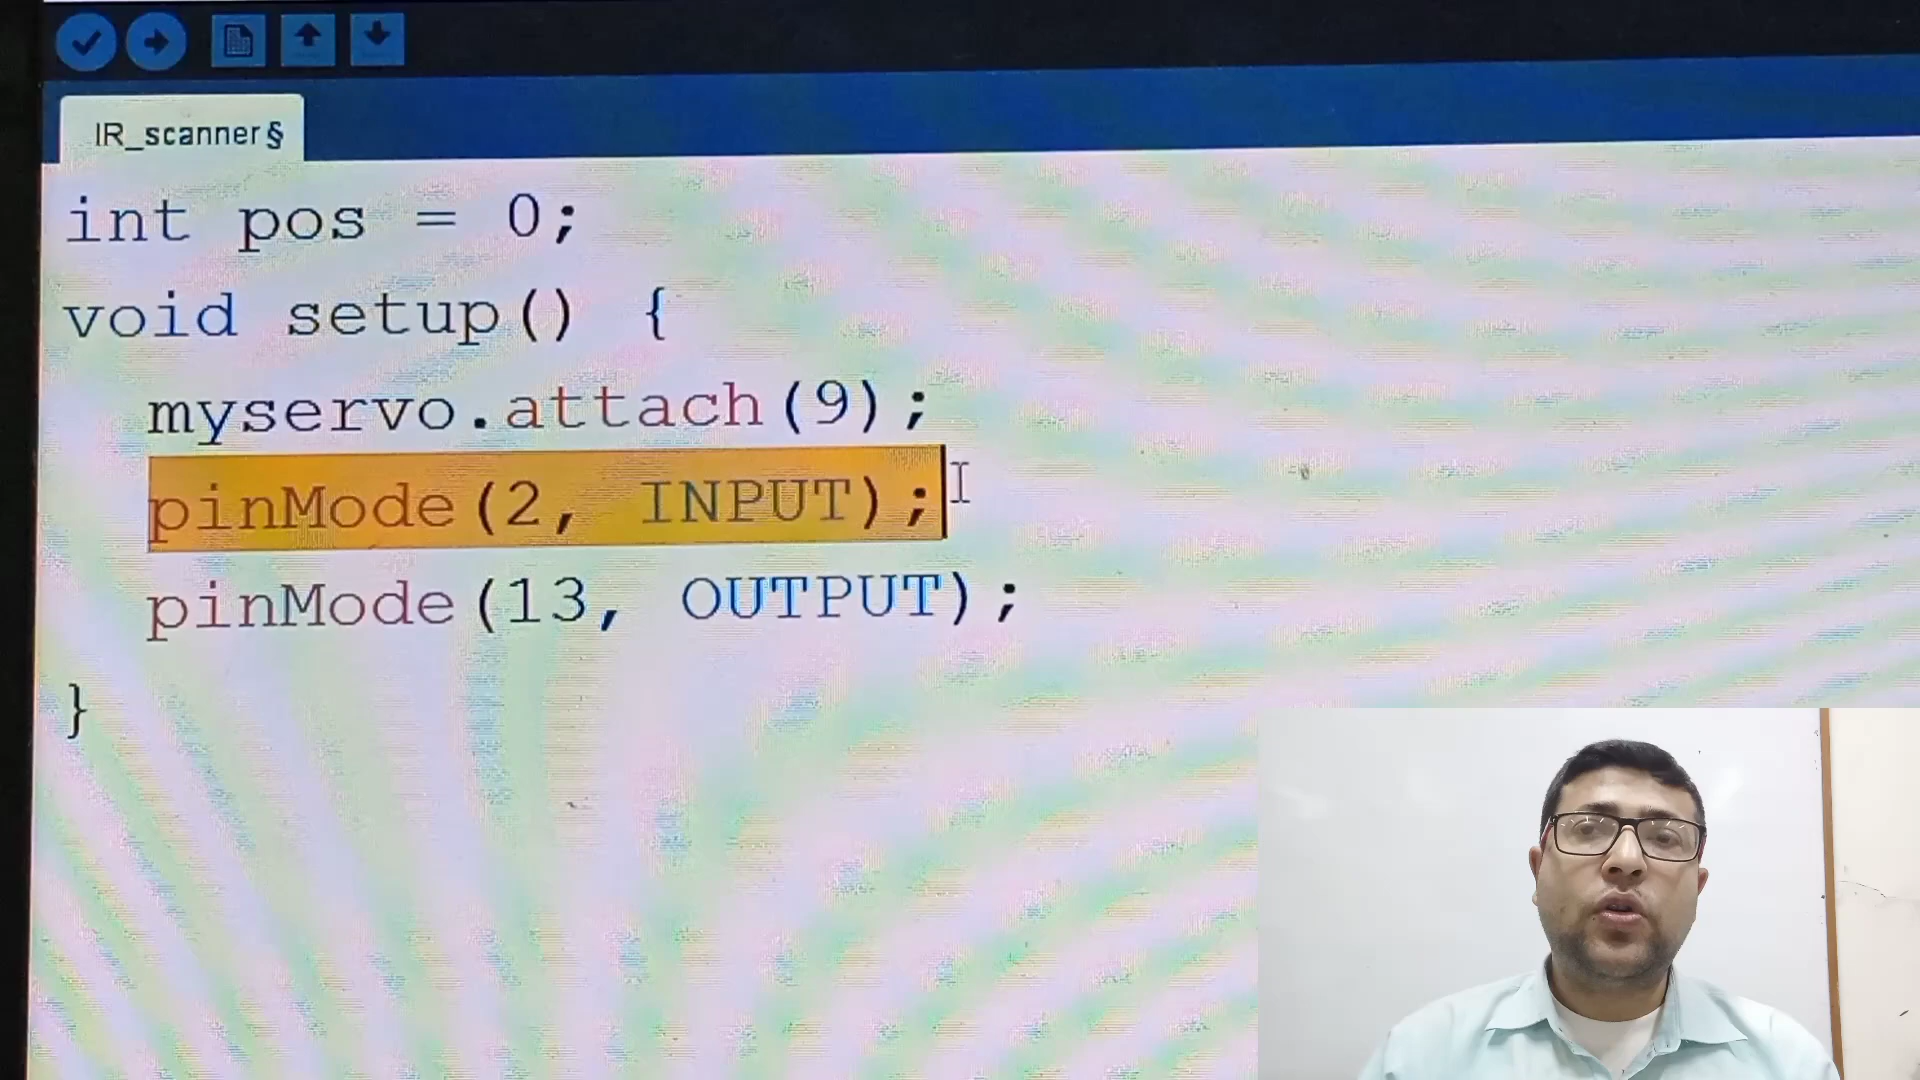 IR_scanner §
int pos = 0;
void setup() {
myservo.attach(9);
pinMode(2, INPUT);
pinMode(13, OUTPUT);
}